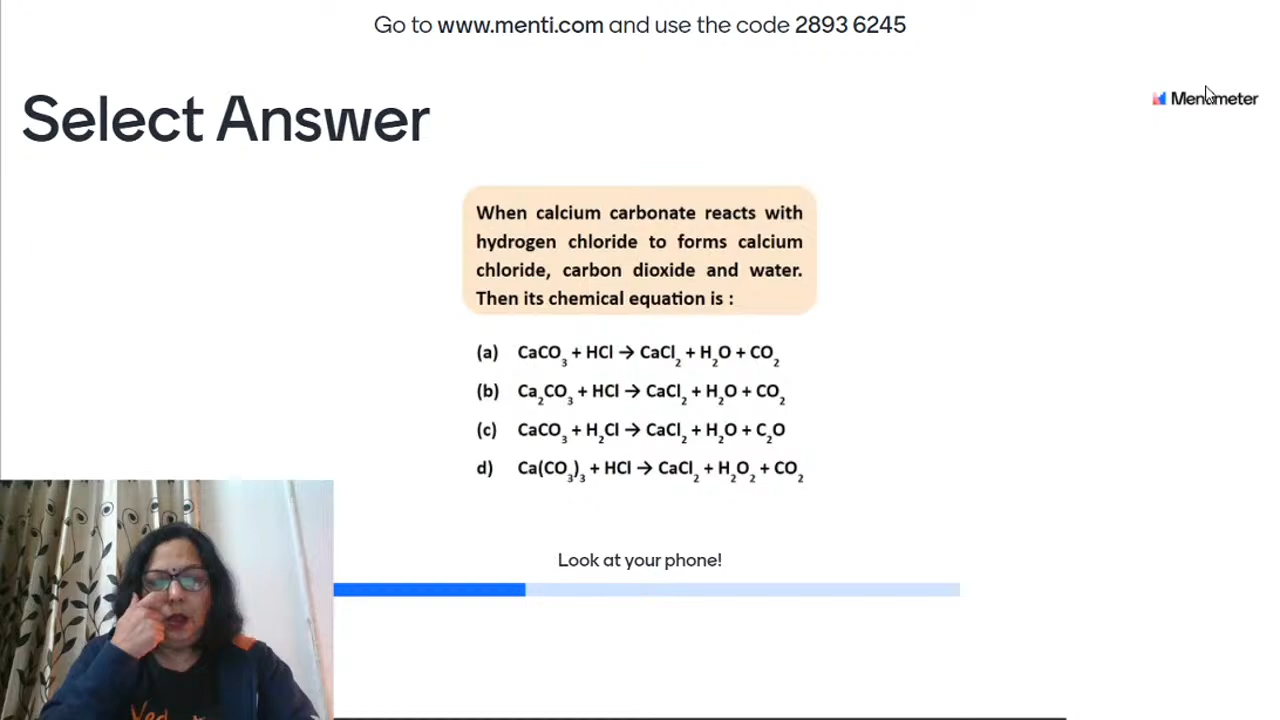 Go to www.menti.com and use the code 2893 6245
Select Answer
Mentimeter
When calcium carbonate reacts with
hydrogen chloride to forms calcium
chloride, carbon dioxide and water.
Then its chemical equation is :
(a) CaCO₃ + HCl → CaCl₂ + H₂O + CO₂
(b) Ca₂CO₃ + HCl → CaCl₂ + H₂O + CO₂
(c) CaCO₃ + H₂Cl → CaCl₂ + H₂O + C₂O
d) Ca(CO₃)₃ + HCl → CaCl₂ + H₂O₂ + CO₂
Look at your phone!